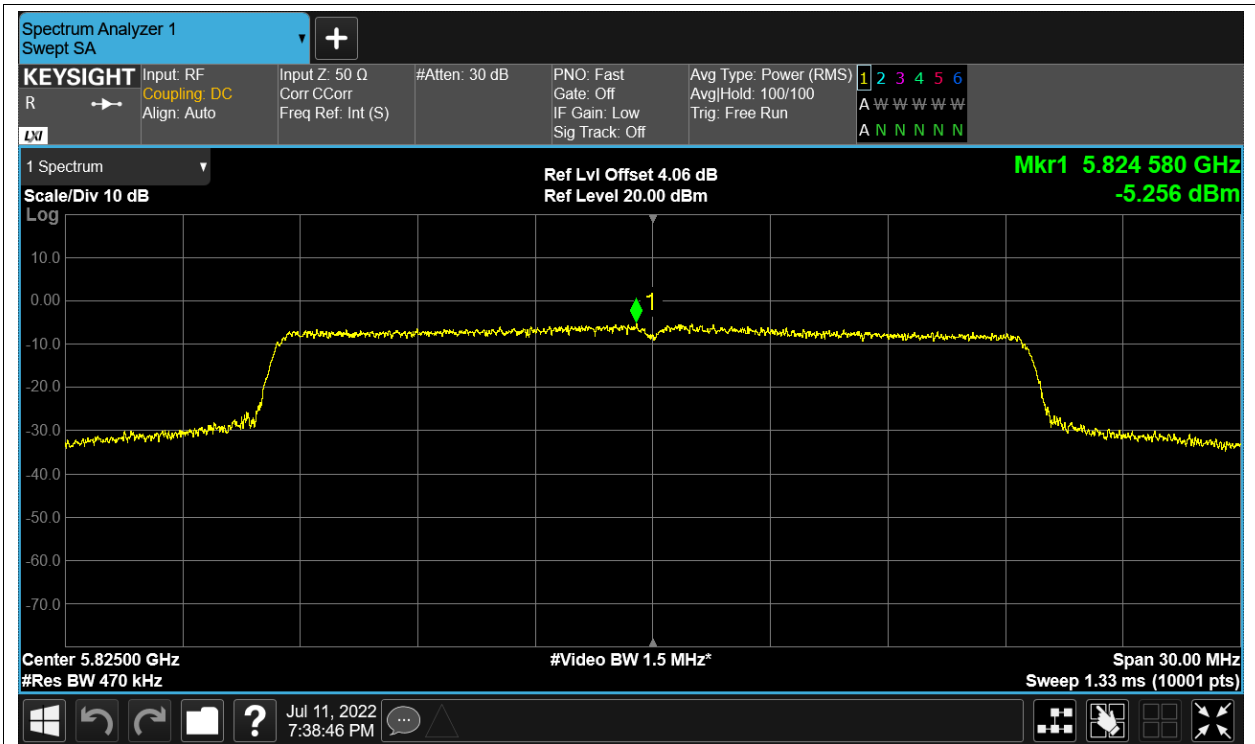 Spectrum Analyzer 1
Swept SA
+
KEYSIGHT
R
LXI
Input: RF
Coupling: DC
Align: Auto
Input Z: 50 Ω
Corr CCorr
Freq Ref: Int (S)
#Atten: 30 dB
PNO: Fast
Gate: Off
IF Gain: Low
Sig Track: Off
Avg Type: Power (RMS)
Avg|Hold: 100/100
Trig: Free Run
1 2 3 4 5 6
A W W W W W
A N N N N N
1 Spectrum
Scale/Div 10 dB
Log
Ref Lvl Offset 4.06 dB
Ref Level 20.00 dBm
Mkr1 5.824 580 GHz
-5.256 dBm
10.0
0.00
1
-10.0
-20.0
-30.0
-40.0
-50.0
-60.0
-70.0
Center 5.82500 GHz
#Res BW 470 kHz
#Video BW 1.5 MHz*
Span 30.00 MHz
Sweep 1.33 ms (10001 pts)
?
Jul 11, 2022
7:38:46 PM